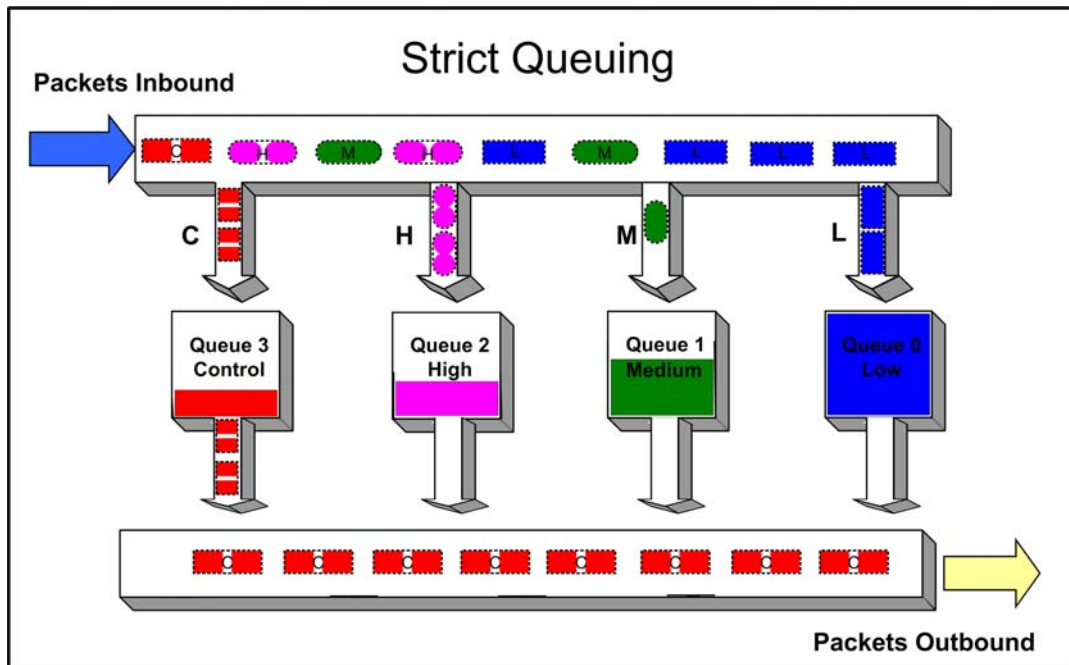 Strict Queuing
Packets Inbound
C H M H L M L L L
C H M L
Queue 3 Queue 2 Queue 1 Queue 0
Control High Medium Low
C C C C C C C C
Packets Outbound